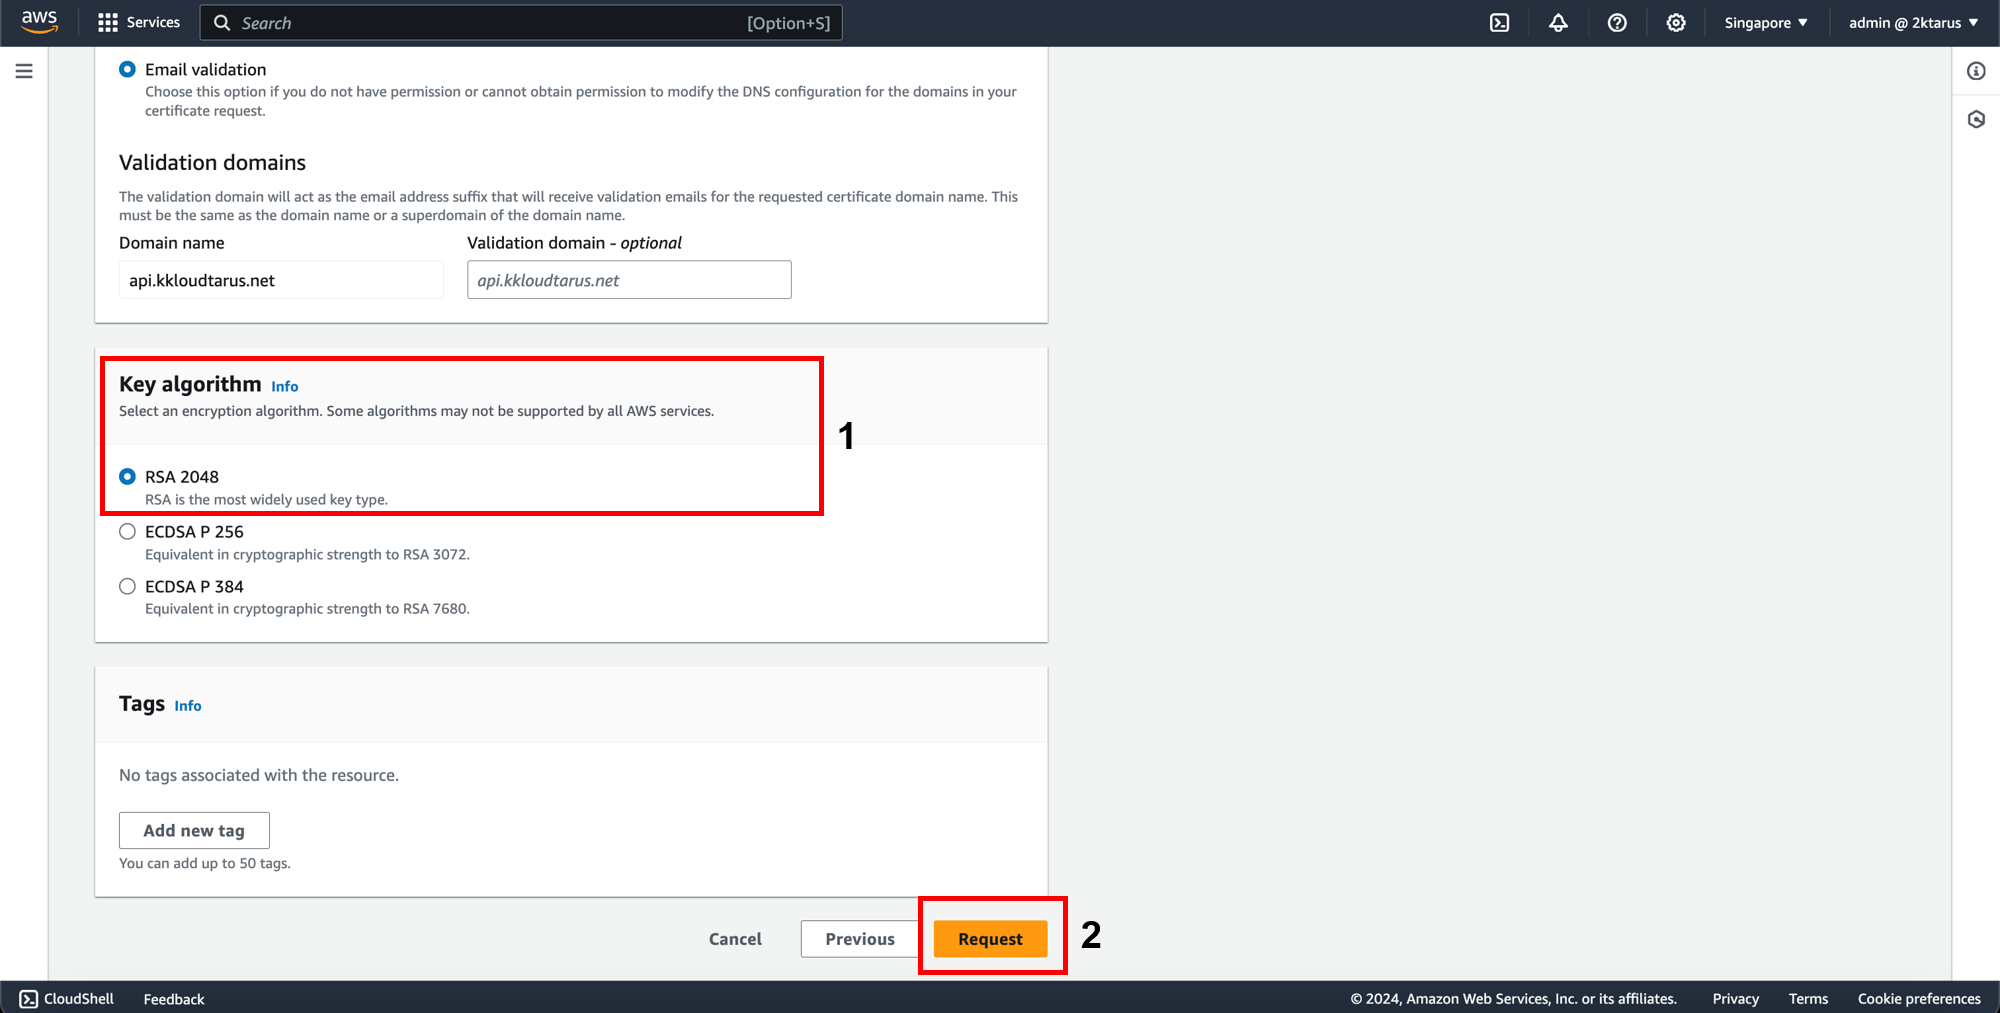 aws
Services
Search
[Option+S]
Singapore
admin @ 2ktarus
Email validation
Choose this option if you do not have permission or cannot obtain permission to modify the DNS configuration for the domains in your
certificate request.
Validation domains
The validation domain will act as the email address suffix that will receive validation emails for the requested certificate domain name. This
must be the same as the domain name or a superdomain of the domain name.
Domain name
Validation domain - optional
api.kkloudtarus.net
api.kkloudtarus.net
Key algorithm Info
Select an encryption algorithm. Some algorithms may not be supported by all AWS services.
1
RSA 2048
RSA is the most widely used key type.
ECDSA P 256
Equivalent in cryptographic strength to RSA 3072.
ECDSA P 384
Equivalent in cryptographic strength to RSA 7680.
Tags Info
No tags associated with the resource.
Add new tag
You can add up to 50 tags.
Cancel
Previous
Request
2
CloudShell
Feedback
© 2024, Amazon Web Services, Inc. or its affiliates.
Privacy
Terms
Cookie preferences